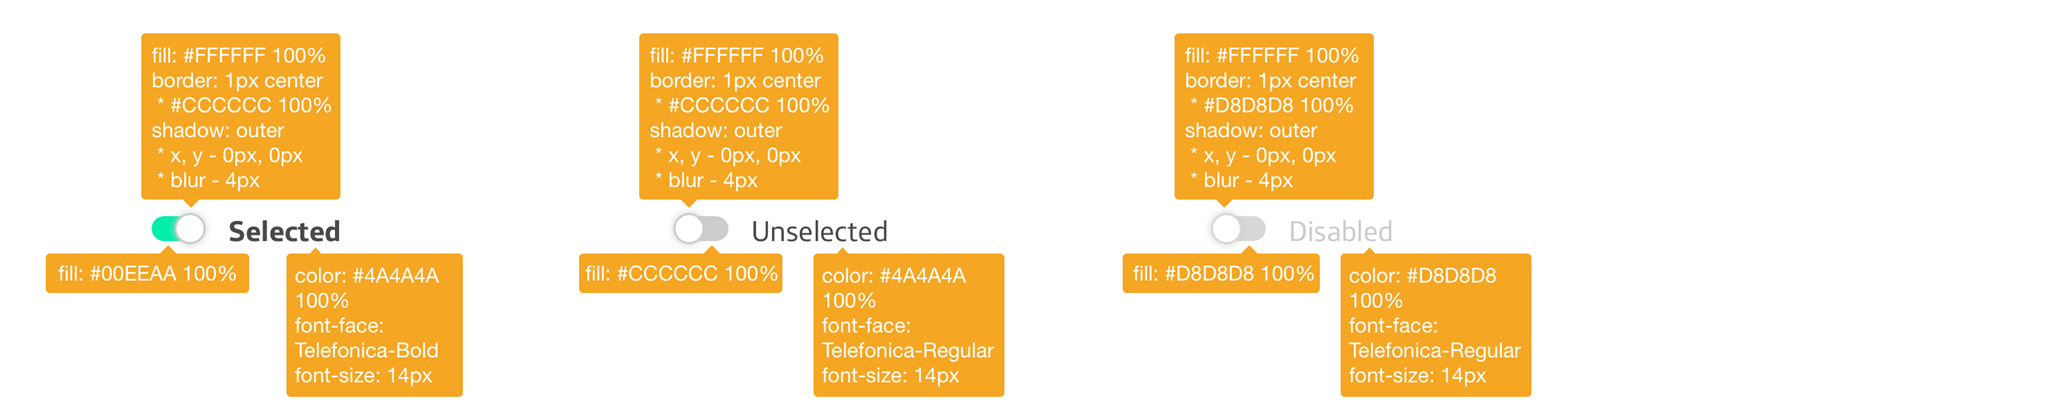 fill: #FFFFFF 100%
border: 1px center
* #CCCCCC 100%
shadow: outer
* x, y - 0px, 0px
* blur - 4px
Selected
fill: #00EEAA 100%
color: #4A4A4A
100%
font-face:
Telefonica-Bold
font-size: 14px
fill: #FFFFFF 100%
border: 1px center
* #CCCCCC 100%
shadow: outer
* x, y - 0px, 0px
* blur - 4px
Unselected
fill: #CCCCCC 100%
color: #4A4A4A
100%
font-face:
Telefonica-Regular
font-size: 14px
fill: #FFFFFF 100%
border: 1px center
* #D8D8D8 100%
shadow: outer
* x, y - 0px, 0px
* blur - 4px
Disabled
fill: #D8D8D8 100%
color: #D8D8D8
100%
font-face:
Telefonica-Regular
font-size: 14px